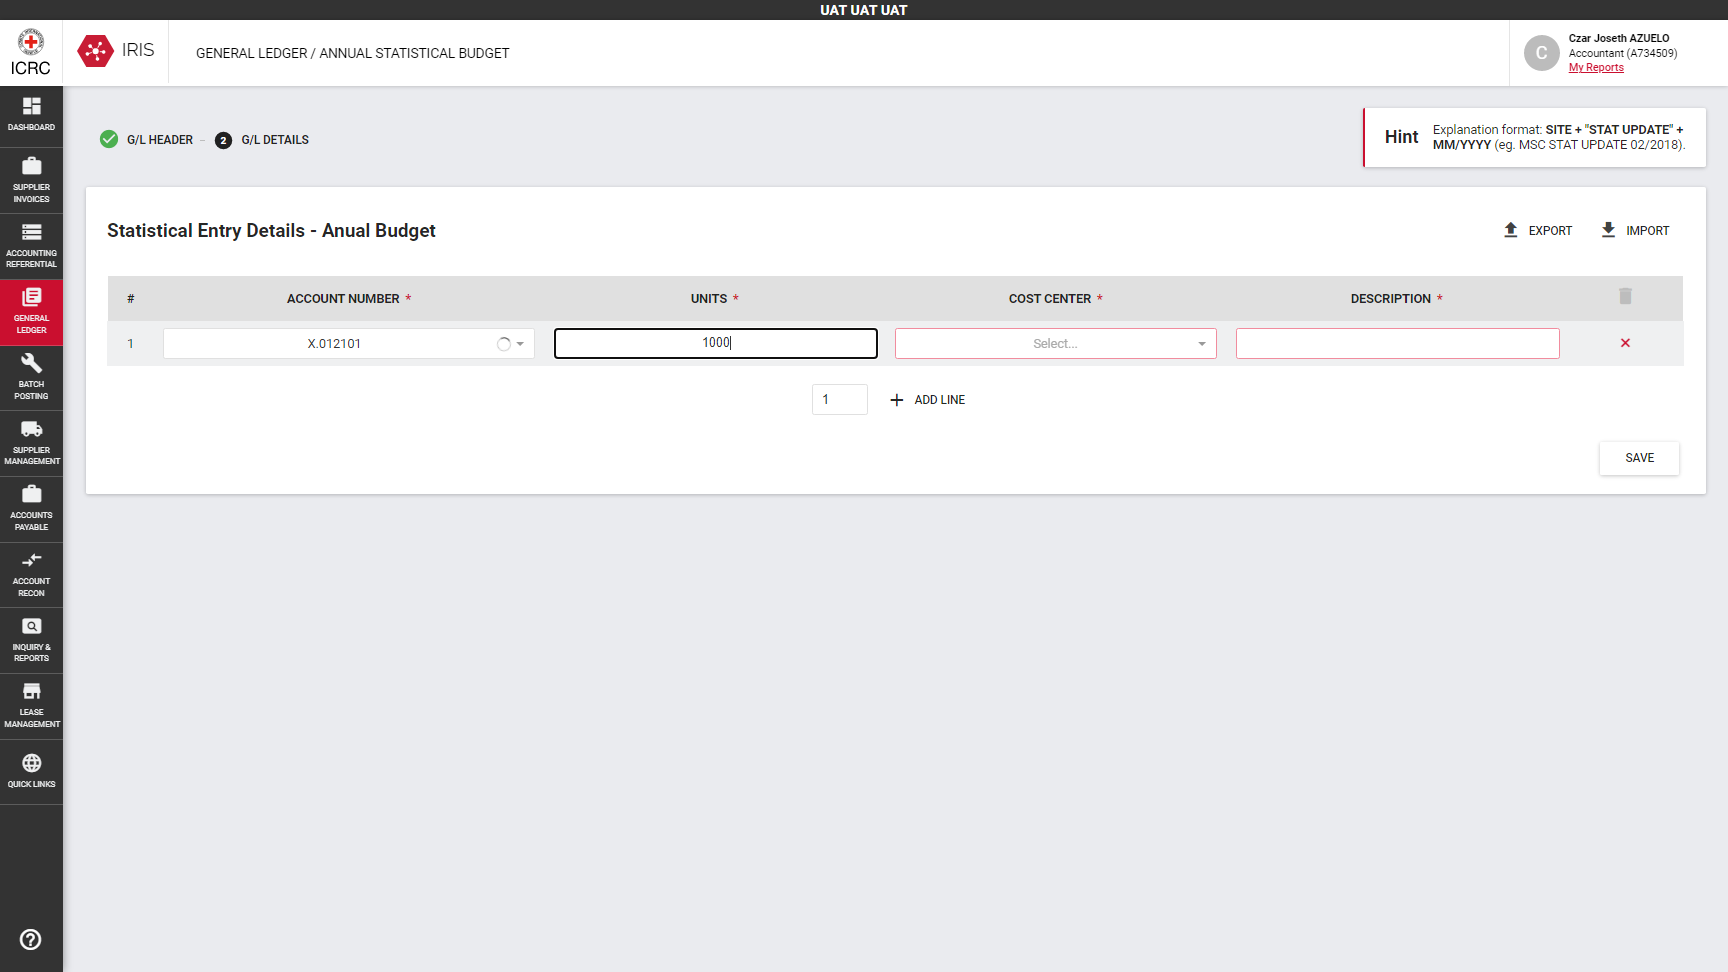 UAT UAT UAT
ICRC
IRIS
GENERAL LEDGER / ANNUAL STATISTICAL BUDGET
C
Czar Joseth AZUELO
Accountant (A734509)
My Reports
DASHBOARD
SUPPLIER
INVOICES
ACCOUNTING
REFERENTIAL
GENERAL
LEDGER
BATCH
POSTING
SUPPLIER
MANAGEMENT
ACCOUNTS
PAYABLE
ACCOUNT
RECON
INQUIRY &
REPORTS
LEASE
MANAGEMENT
QUICK LINKS
G/L HEADER
2 G/L DETAILS
Hint
Explanation format: SITE + "STAT UPDATE" +
MM/YYYY (eg. MSC STAT UPDATE 02/2018).
Statistical Entry Details - Anual Budget
EXPORT
IMPORT
# ACCOUNT NUMBER * UNITS * COST CENTER * DESCRIPTION *
1 X.012101 1000 Select...
1 ADD LINE
SAVE